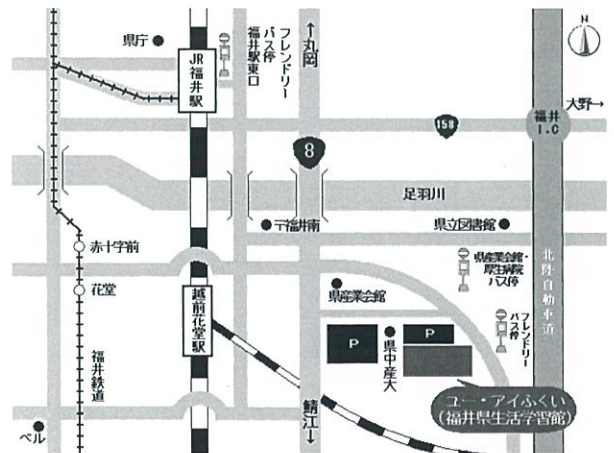 N
県庁
JR
福井駅
フレンドリー
バス停
福井駅東口
↑丸岡
大野→
158
福井
I.C
8
足羽川
〒福井南
県立図書館
赤十字前
県産業会館・
厚生病院
バス停
北陸自動車道
花堂
越前花堂駅
県産業会館
フレンドリー
バス停
P
県中産大
P
福井鉄道
鯖江↓
ユー・アイふくい
(福井県生活学習館)
ベル